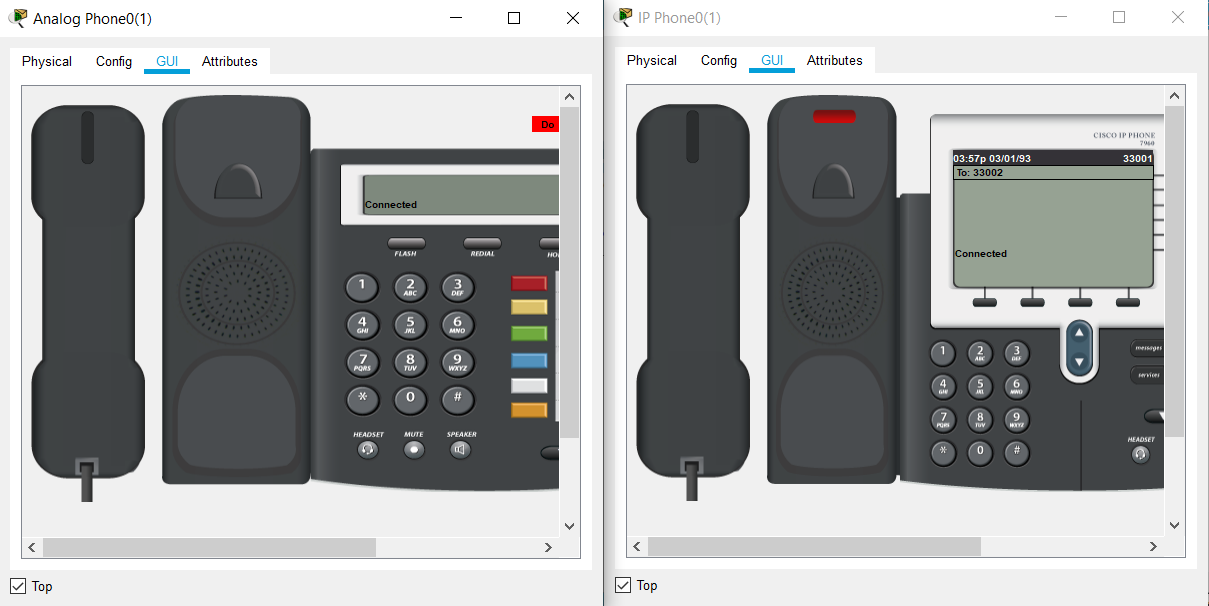 Analog Phone0(1)
Physical Config GUI Attributes
Do
Connected
FLASH REDIAL HO
1 2 ABC 3 DEF
4 GHI 5 JKL 6 MNO
7 PQRS 8 TUV 9 WXYZ
* 0 #
HEADSET MUTE SPEAKER
Top
IP Phone0(1)
Physical Config GUI Attributes
CISCO IP PHONE
7960
03:57p 03/01/93 33001
To: 33002
Connected
1 2 ABC 3 DEF
4 GHI 5 JKL 6 MNO
7 PQRS 8 TUV 9 WXYZ
* 0 #
messages
services
HEADSET
Top